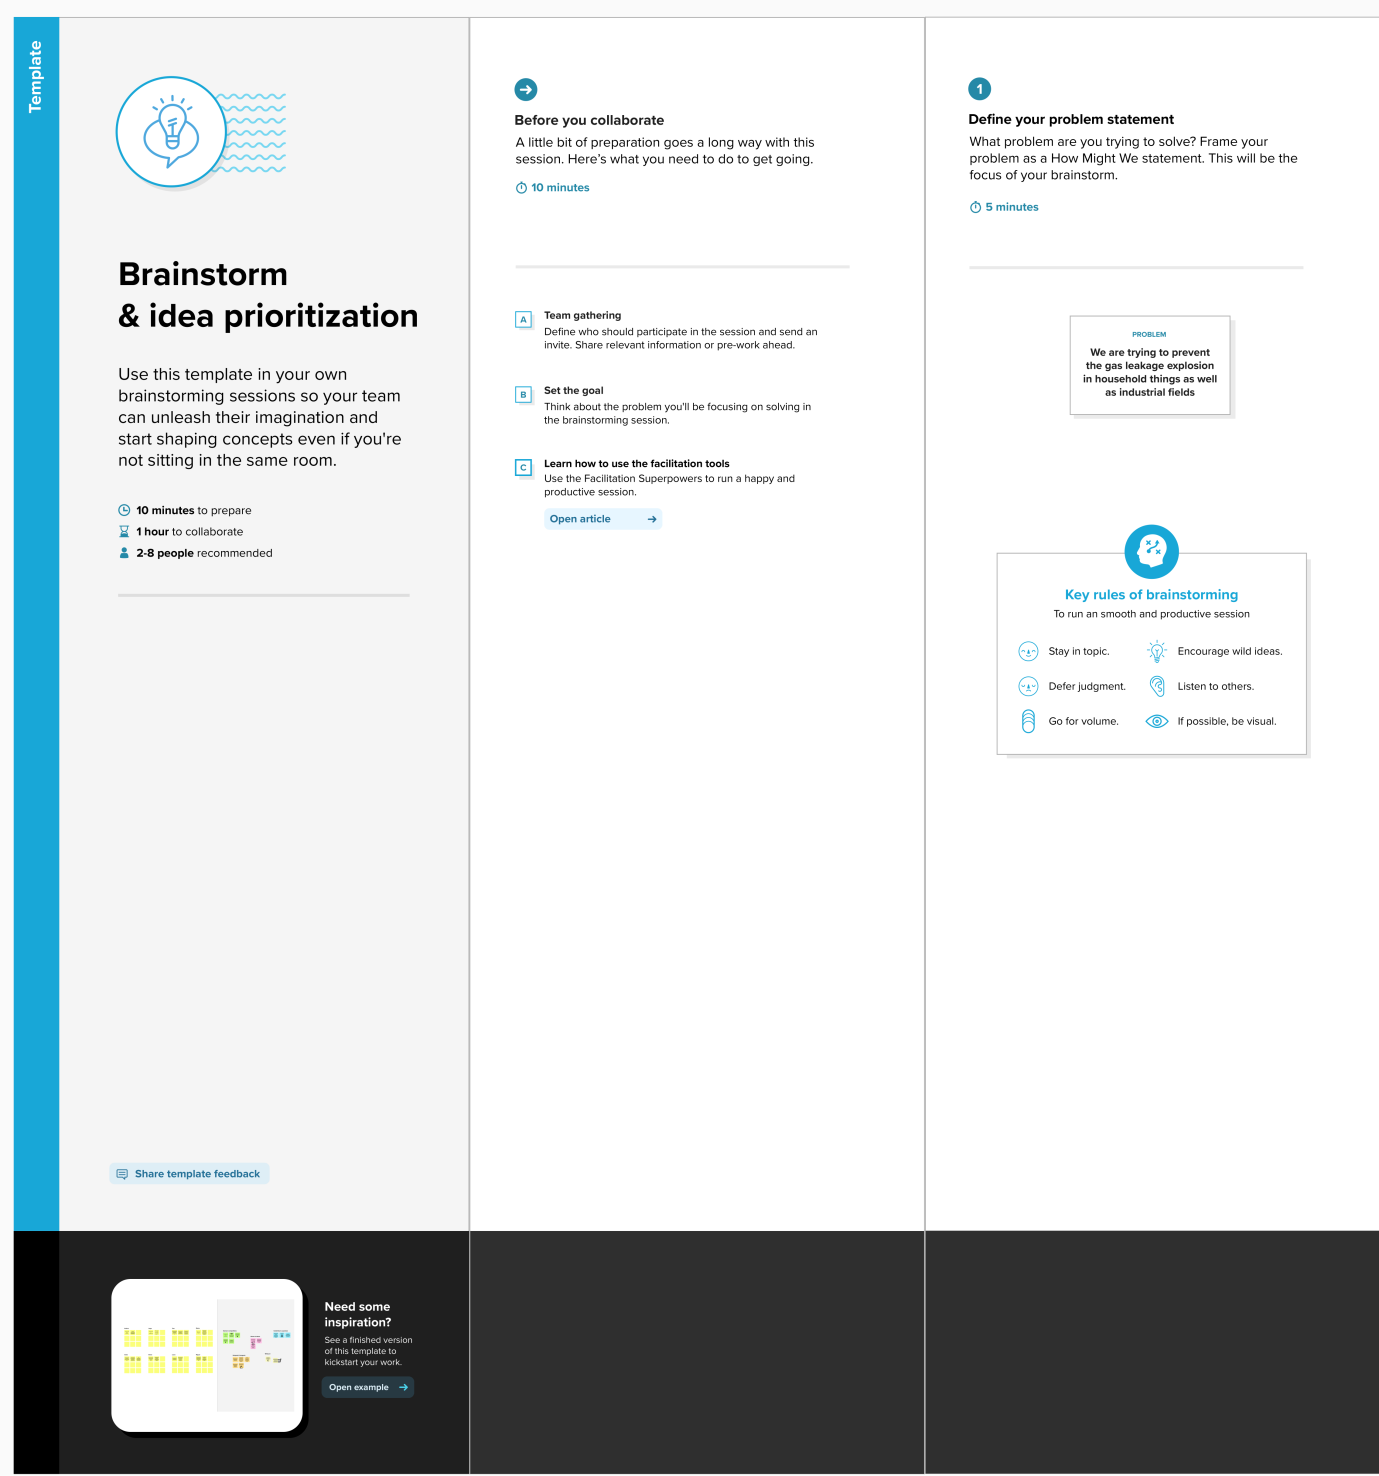 Template
Brainstorm
& idea prioritization
Use this template in your own
brainstorming sessions so your team
can unleash their imagination and
start shaping concepts even if you're
not sitting in the same room.
10 minutes to prepare
1 hour to collaborate
2-8 people recommended
Share template feedback
Need some
inspiration?
See a finished version
of this template to
kickstart your work.
Open example
Before you collaborate
A little bit of preparation goes a long way with this
session. Here's what you need to do to get going.
10 minutes
A
Team gathering
Define who should participate in the session and send an
invite. Share relevant information or pre-work ahead.
B
Set the goal
Think about the problem you'll be focusing on solving in
the brainstorming session.
C
Learn how to use the facilitation tools
Use the Facilitation Superpowers to run a happy and
productive session.
Open article
1
Define your problem statement
What problem are you trying to solve? Frame your
problem as a How Might We statement. This will be the
focus of your brainstorm.
5 minutes
PROBLEM
We are trying to prevent
the gas leakage explosion
in household things as well
as industrial fields
Key rules of brainstorming
To run an smooth and productive session
Stay in topic.
Encourage wild ideas.
Defer judgment.
Listen to others.
Go for volume.
If possible, be visual.